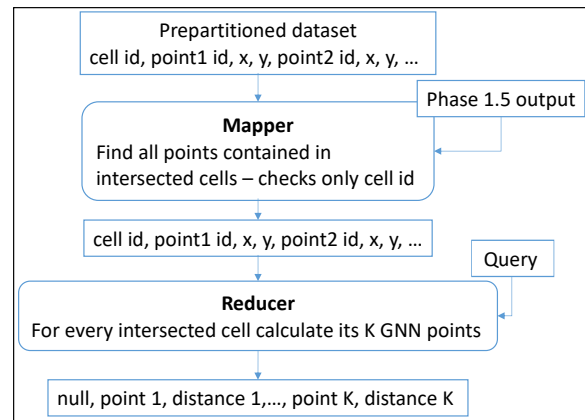 Prepartitioned dataset
cell id, point1 id, x, y, point2 id, x, y, …
Phase 1.5 output
Mapper
Find all points contained in
intersected cells – checks only cell id
cell id, point1 id, x, y, point2 id, x, y, …
Query
Reducer
For every intersected cell calculate its K GNN points
null, point 1, distance 1,…, point K, distance K